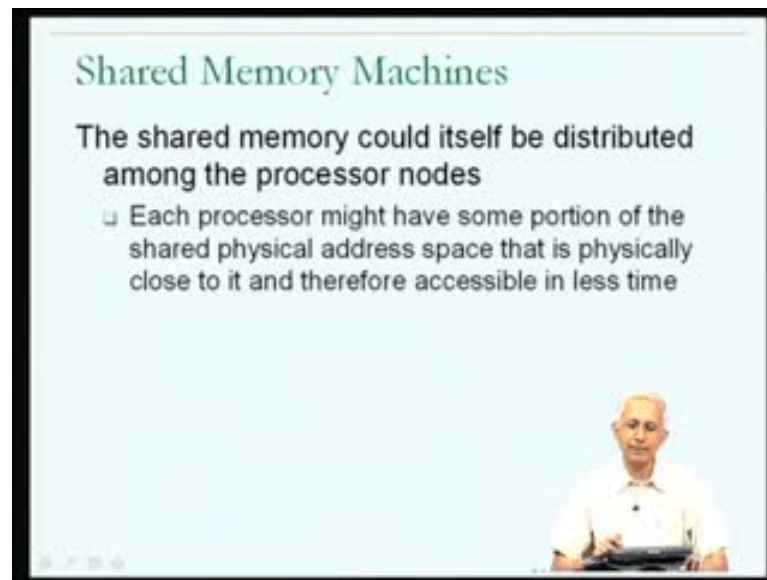 Shared Memory Machines
The shared memory could itself be distributed
among the processor nodes
Each processor might have some portion of the
shared physical address space that is physically
close to it and therefore accessible in less time